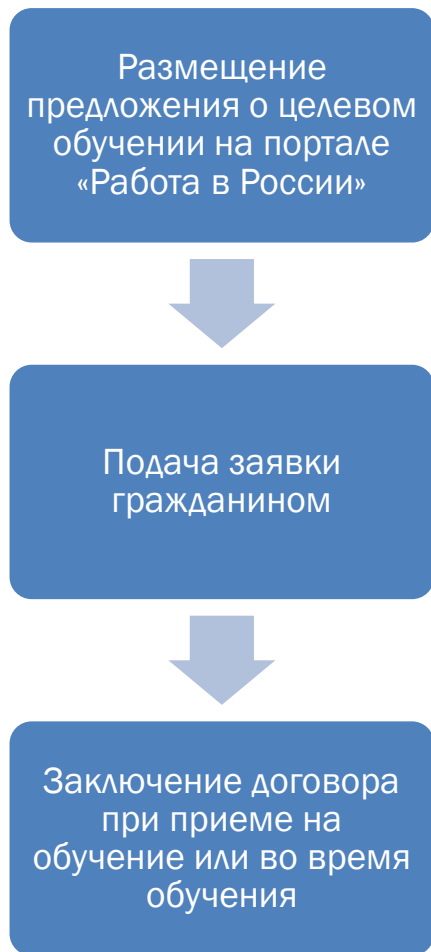 Размещение
предложения о целевом
обучении на портале
«Работа в России»
Подача заявки
гражданином
Заключение договора
при приеме на
обучение или во время
обучения